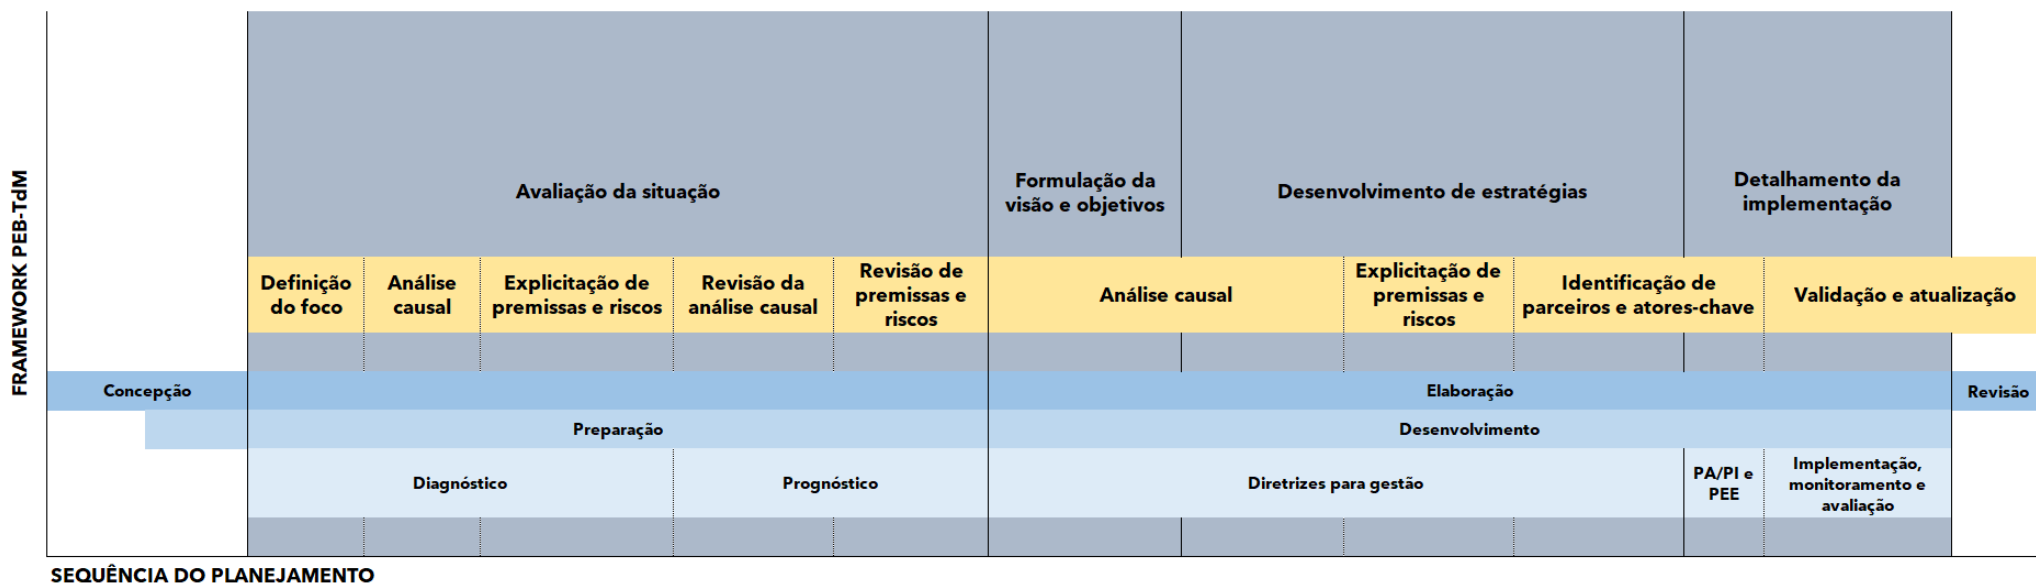 FRAMEWORK PEB-TdM
Avaliação da situação
Formulação da
visão e objetivos
Desenvolvimento de estratégias
Detalhamento da
implementação
Definição
do foco
Análise
causal
Explicitação de
premissas e riscos
Revisão da
análise causal
Revisão de
premissas e
riscos
Análise causal
Explicitação de
premissas e
riscos
Identificação de
parceiros e atores-chave
Validação e atualização
Concepção
Elaboração
Revisão
Preparação
Desenvolvimento
Diagnóstico
Prognóstico
Diretrizes para gestão
PA/PI e
PEE
Implementação,
monitoramento e
avaliação
SEQUÊNCIA DO PLANEJAMENTO